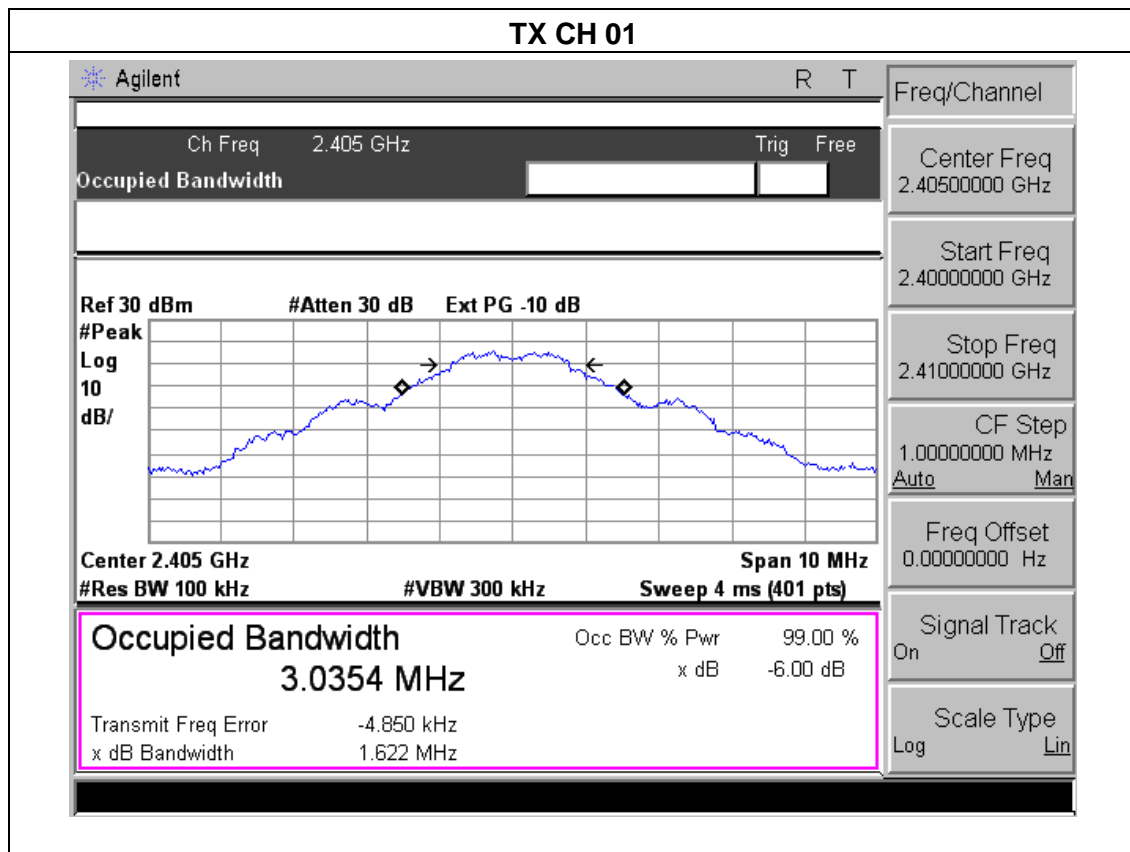 TX CH 01
Agilent R T
Freq/Channel
Ch Freq 2.405 GHz Trig Free
Occupied Bandwidth
Center Freq
2.40500000 GHz
Start Freq
2.40000000 GHz
Stop Freq
2.41000000 GHz
CF Step
1.00000000 MHz
Auto Man
Freq Offset
0.00000000 Hz
Signal Track
On Off
Scale Type
Log Lin
Ref 30 dBm #Atten 30 dB Ext PG -10 dB
#Peak
Log
10
dB/
Center 2.405 GHz Span 10 MHz
#Res BW 100 kHz #VBW 300 kHz Sweep 4 ms (401 pts)
Occupied Bandwidth Occ BW % Pwr 99.00 %
3.0354 MHz x dB -6.00 dB
Transmit Freq Error -4.850 kHz
x dB Bandwidth 1.622 MHz